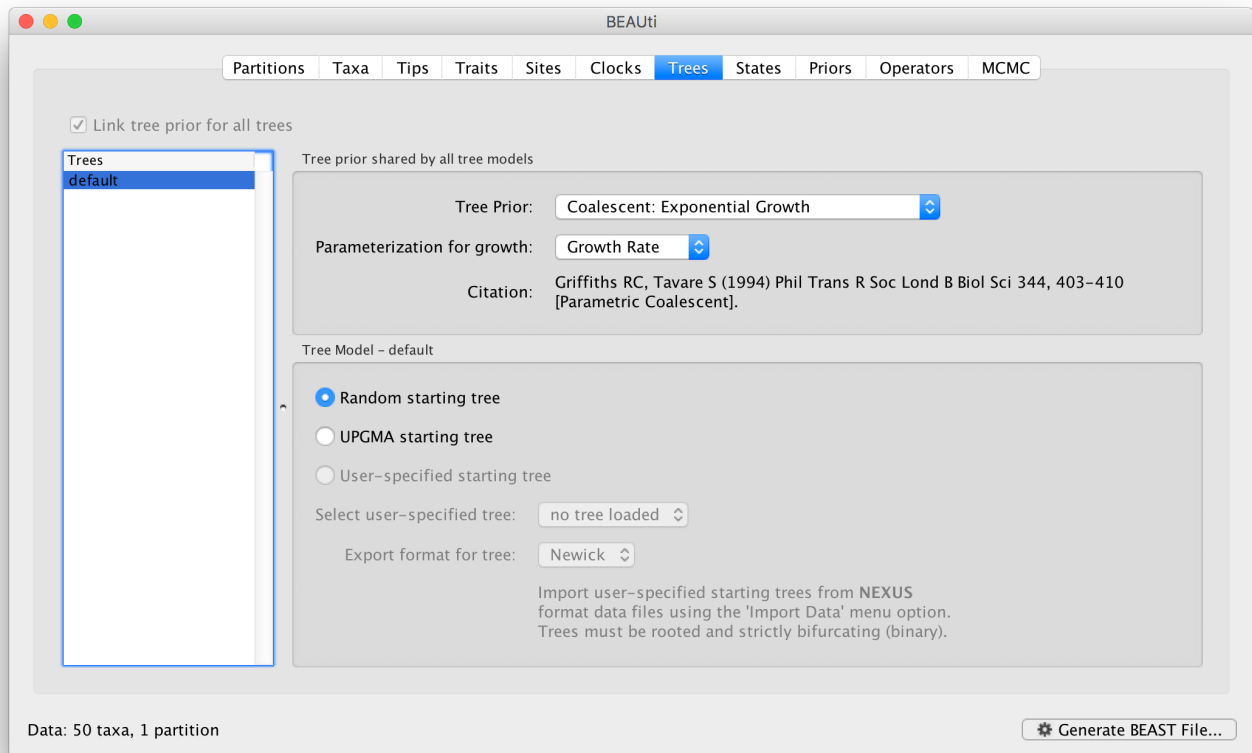 BEAUti
Partitions Taxa Tips Traits Sites Clocks Trees States Priors Operators MCMC
Link tree prior for all trees
Trees
default
Tree prior shared by all tree models
Tree Prior: Coalescent: Exponential Growth
Parameterization for growth: Growth Rate
Citation: Griffiths RC, Tavare S (1994) Phil Trans R Soc Lond B Biol Sci 344, 403–410
[Parametric Coalescent].
Tree Model – default
Random starting tree
UPGMA starting tree
User–specified starting tree
Select user–specified tree: no tree loaded
Export format for tree: Newick
Import user–specified starting trees from NEXUS
format data files using the 'Import Data' menu option.
Trees must be rooted and strictly bifurcating (binary).
Data: 50 taxa, 1 partition
Generate BEAST File...